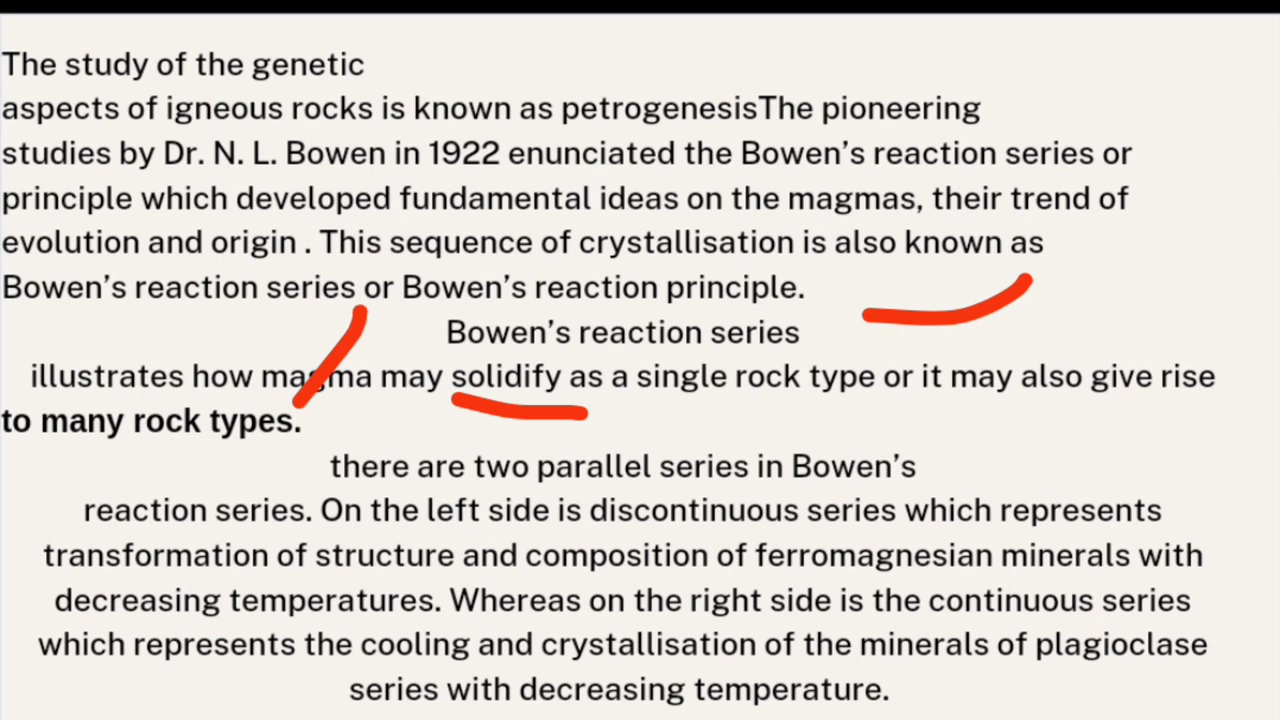 The study of the genetic
aspects of igneous rocks is known as petrogenesisThe pioneering
studies by Dr. N. L. Bowen in 1922 enunciated the Bowen’s reaction series or
principle which developed fundamental ideas on the magmas, their trend of
evolution and origin . This sequence of crystallisation is also known as
Bowen’s reaction series or Bowen’s reaction principle.
Bowen’s reaction series
illustrates how magma may solidify as a single rock type or it may also give rise
to many rock types.
there are two parallel series in Bowen’s
reaction series. On the left side is discontinuous series which represents
transformation of structure and composition of ferromagnesian minerals with
decreasing temperatures. Whereas on the right side is the continuous series
which represents the cooling and crystallisation of the minerals of plagioclase
series with decreasing temperature.